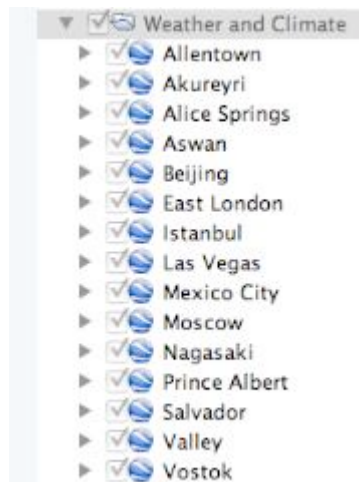 Weather and Climate
Allentown
Akureyri
Alice Springs
Aswan
Beijing
East London
Istanbul
Las Vegas
Mexico City
Moscow
Nagasaki
Prince Albert
Salvador
Valley
Vostok